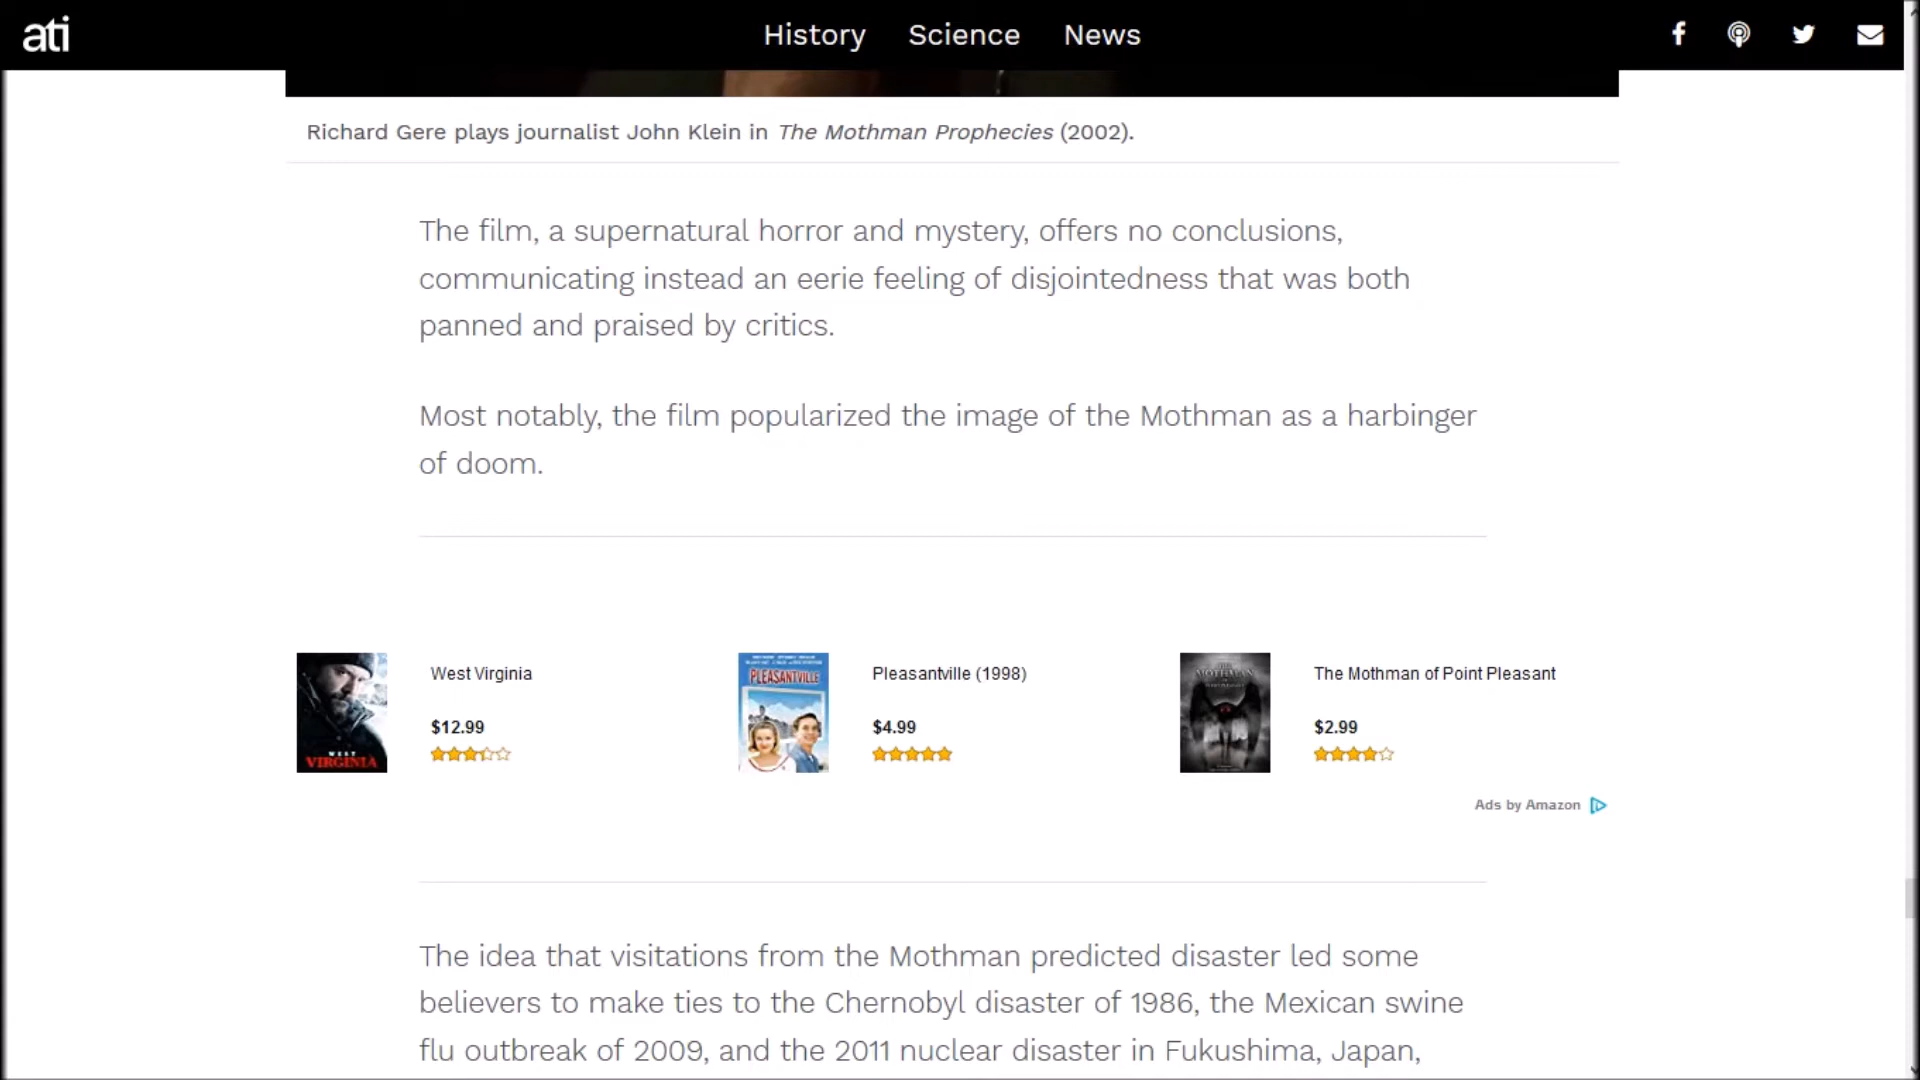 ati
History Science News
Richard Gere plays journalist John Klein in The Mothman Prophecies (2002).
The film, a supernatural horror and mystery, offers no conclusions,
communicating instead an eerie feeling of disjointedness that was both
panned and praised by critics.
Most notably, the film popularized the image of the Mothman as a harbinger
of doom.
WEST
VIRGINIA
West Virginia
$12.99
PLEASANTVILLE
Pleasantville (1998)
$4.99
MOTHMAN
The Mothman of Point Pleasant
$2.99
Ads by Amazon
The idea that visitations from the Mothman predicted disaster led some
believers to make ties to the Chernobyl disaster of 1986, the Mexican swine
flu outbreak of 2009, and the 2011 nuclear disaster in Fukushima, Japan,